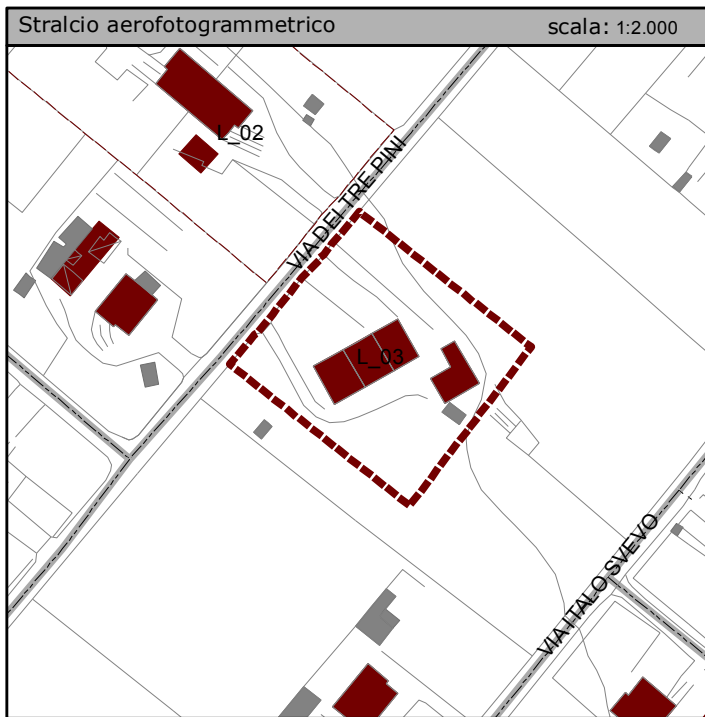 Stralcio aerofotogrammetrico scala: 1:2.000
L_02
VIA DEI TRE PINI
L_03
VIA ITALO SVEVO